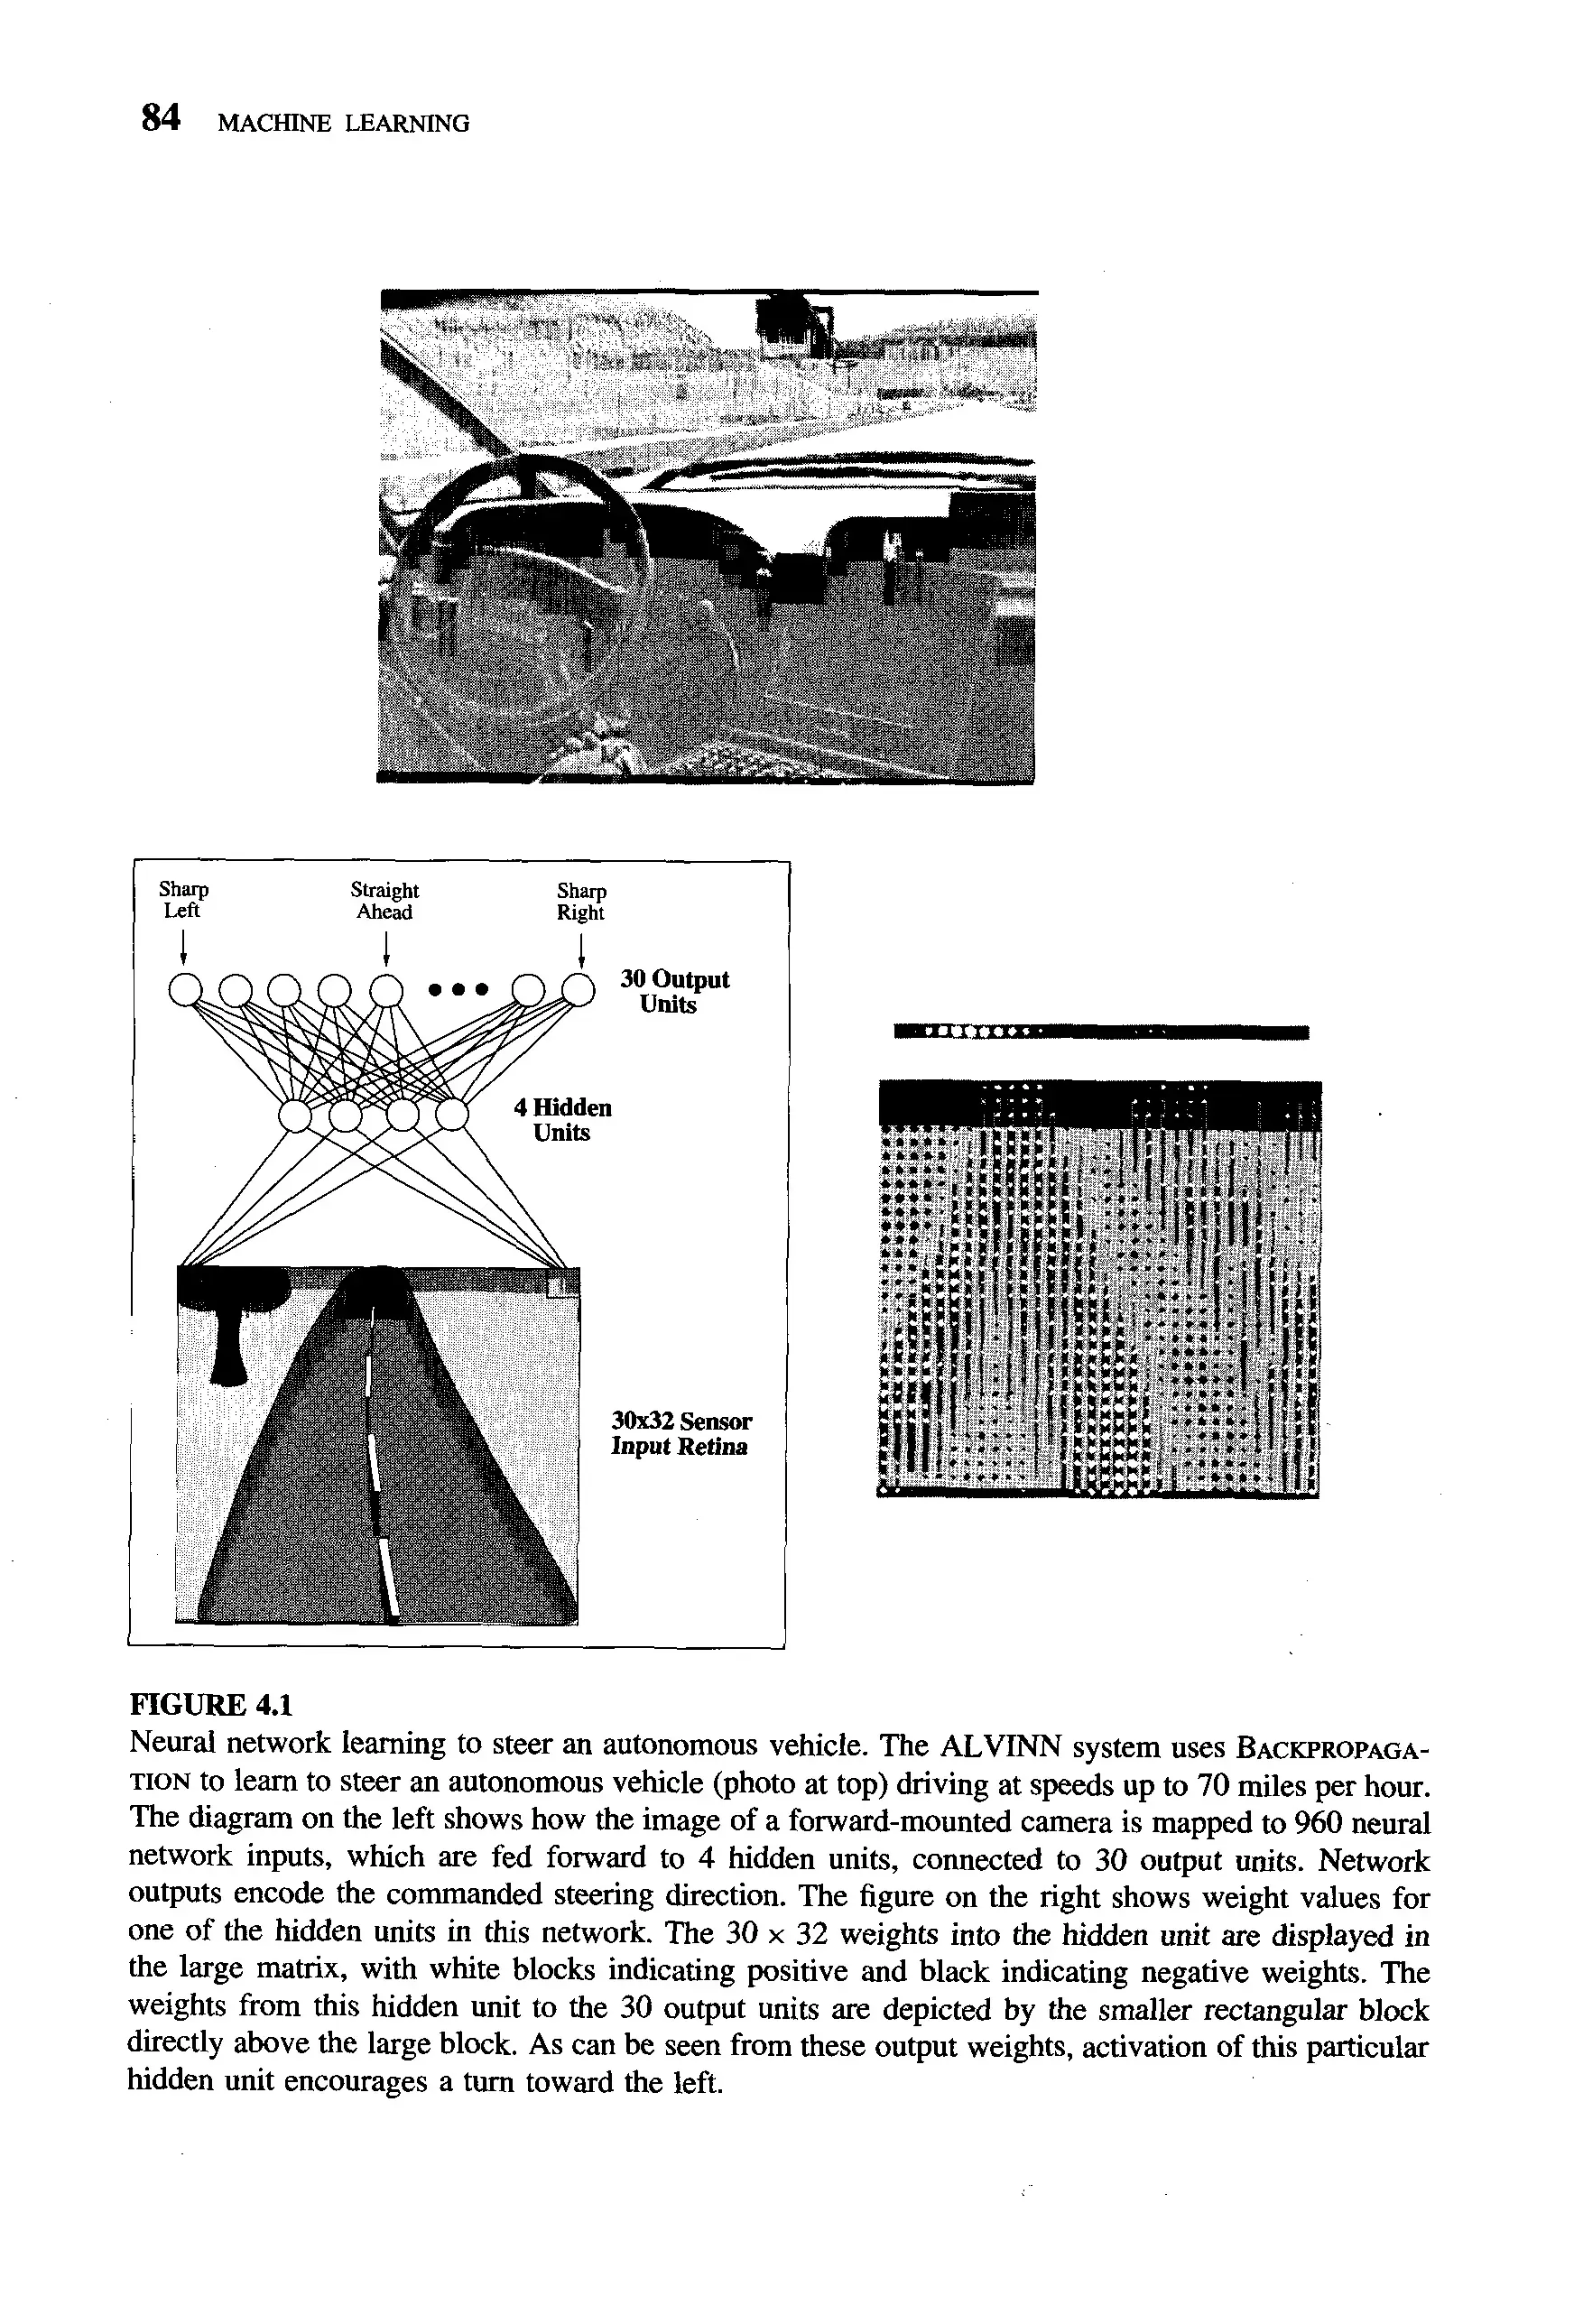 84 MACHINE LEARNING
Sharp
Left
Straight
Ahead
Sharp
Right
30 Output
Units
4 Hidden
Units
30x32 Sensor
Input Retina
FIGURE 4.1
Neural network learning to steer an autonomous vehicle. The ALVINN system uses BACKPROPAGA-
TION to learn to steer an autonomous vehicle (photo at top) driving at speeds up to 70 miles per hour.
The diagram on the left shows how the image of a forward-mounted camera is mapped to 960 neural
network inputs, which are fed forward to 4 hidden units, connected to 30 output units. Network
outputs encode the commanded steering direction. The figure on the right shows weight values for
one of the hidden units in this network. The 30 x 32 weights into the hidden unit are displayed in
the large matrix, with white blocks indicating positive and black indicating negative weights. The
weights from this hidden unit to the 30 output units are depicted by the smaller rectangular block
directly above the large block. As can be seen from these output weights, activation of this particular
hidden unit encourages a turn toward the left.